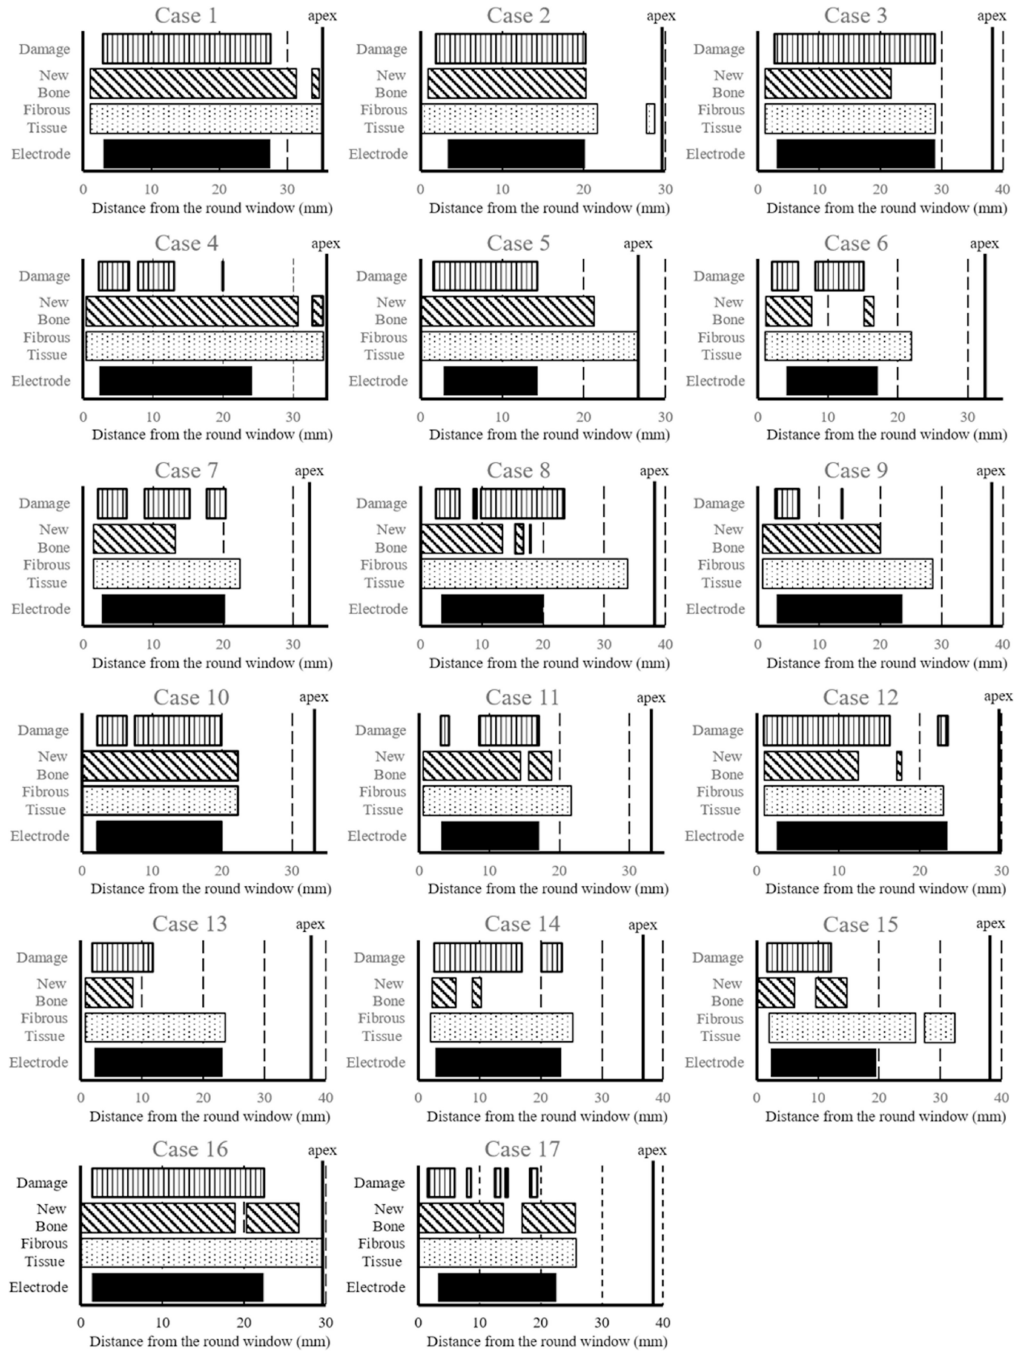 Case 1
apex
Damage
New
Bone
Fibrous
Tissue
Electrode
0 10 20 30
Distance from the round window (mm)
Case 2
apex
0 10 20 30
Distance from the round window (mm)
Case 3
apex
Damage
New
Bone
Fibrous
Tissue
Electrode
0 10 20 30 40
Distance from the round window (mm)
Case 4
apex
Damage
New
Bone
Fibrous
Tissue
Electrode
0 10 20 30
Distance from the round window (mm)
Case 5
apex
Damage
New
Bone
Fibrous
Tissue
Electrode
0 10 20 30
Distance from the round window (mm)
Case 6
apex
Damage
New
Bone
Fibrous
Tissue
Electrode
0 10 20 30
Distance from the round window (mm)
Case 7
apex
Damage
New
Bone
Fibrous
Tissue
Electrode
0 10 20 30
Distance from the round window (mm)
Case 8
apex
Damage
New
Bone
Fibrous
Tissue
Electrode
0 10 20 30 40
Distance from the round window (mm)
Case 9
apex
Damage
New
Bone
Fibrous
Tissue
Electrode
0 10 20 30 40
Distance from the round window (mm)
Case 10
apex
Damage
New
Bone
Fibrous
Tissue
Electrode
0 10 20 30
Distance from the round window (mm)
Case 11
apex
Damage
New
Bone
Fibrous
Tissue
Electrode
0 10 20 30
Distance from the round window (mm)
Case 12
apex
Damage
New
Bone
Fibrous
Tissue
Electrode
0 10 20 30
Distance from the round window (mm)
Case 13
apex
Damage
New
Bone
Fibrous
Tissue
Electrode
0 10 20 30 40
Distance from the round window (mm)
Case 14
apex
Damage
New
Bone
Fibrous
Tissue
Electrode
0 10 20 30 40
Distance from the round window (mm)
Case 15
apex
Damage
New
Bone
Fibrous
Tissue
Electrode
0 10 20 30 40
Distance from the round window (mm)
Case 16
apex
Damage
New
Bone
Fibrous
Tissue
Electrode
0 10 20 30
Distance from the round window (mm)
Case 17
apex
Damage
New
Bone
Fibrous
Tissue
Electrode
0 10 20 30 40
Distance from the round window (mm)